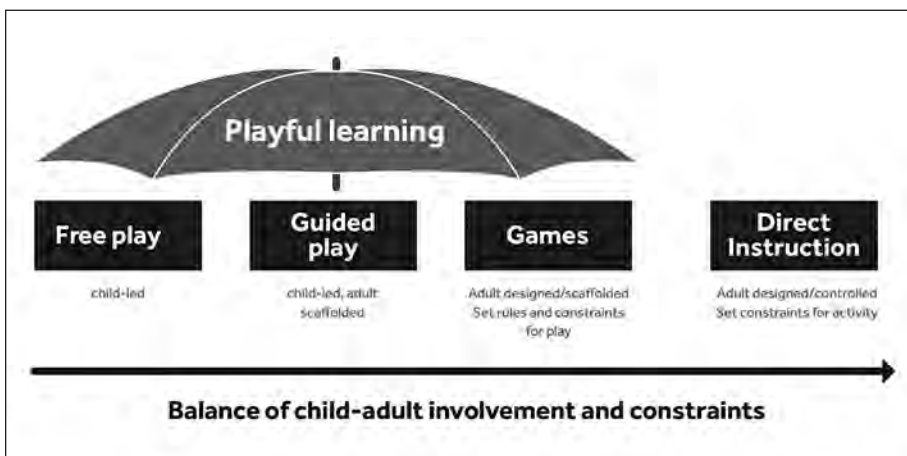 Playful learning
Free play
Guided
play
Games
Direct
Instruction
child-led
child-led, adult
scaffolded
Adult designed/scaffolded
Set rules and constraints
for play
Adult designed/controlled
Set constraints for activity
Balance of child-adult involvement and constraints